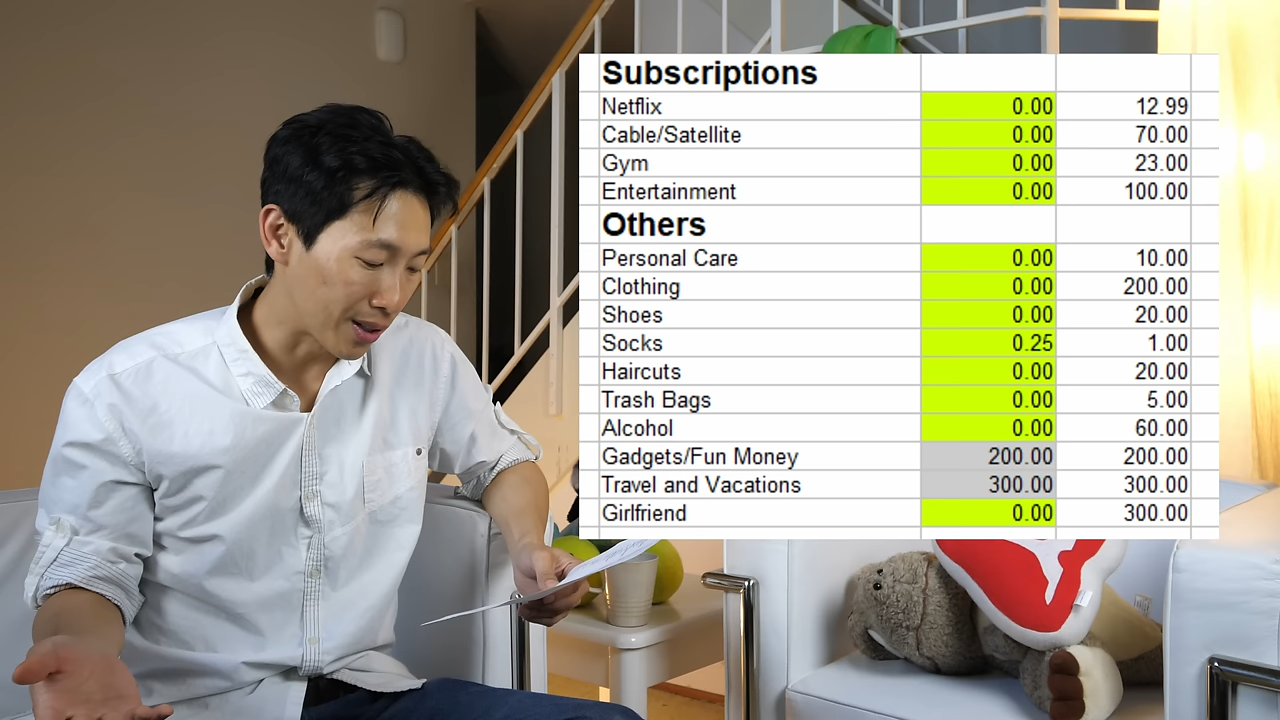 Subscriptions
Netflix 0.00 12.99
Cable/Satellite 0.00 70.00
Gym 0.00 23.00
Entertainment 0.00 100.00
Others
Personal Care 0.00 10.00
Clothing 0.00 200.00
Shoes 0.00 20.00
Socks 0.25 1.00
Haircuts 0.00 20.00
Trash Bags 0.00 5.00
Alcohol 0.00 60.00
Gadgets/Fun Money 200.00 200.00
Travel and Vacations 300.00 300.00
Girlfriend 0.00 300.00